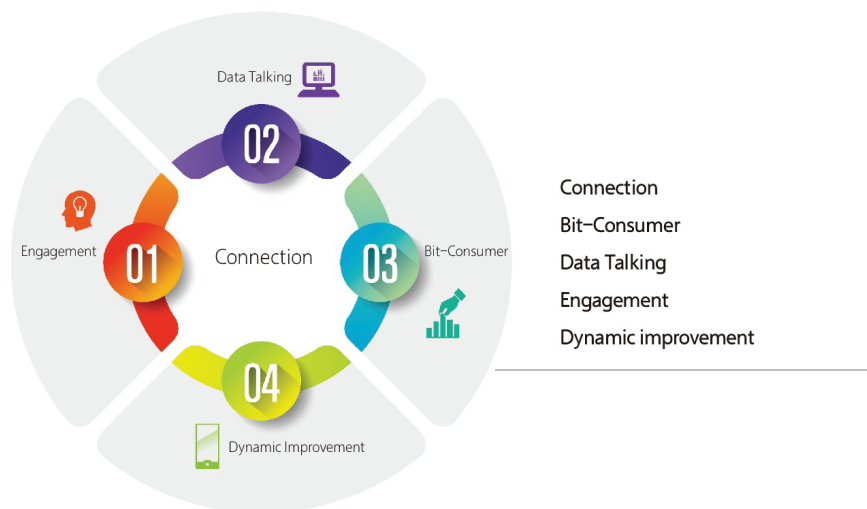 Data Talking
02
Engagement
01
Connection
03
Bit-Consumer
04
Dynamic Improvement
Connection
Bit-Consumer
Data Talking
Engagement
Dynamic improvement